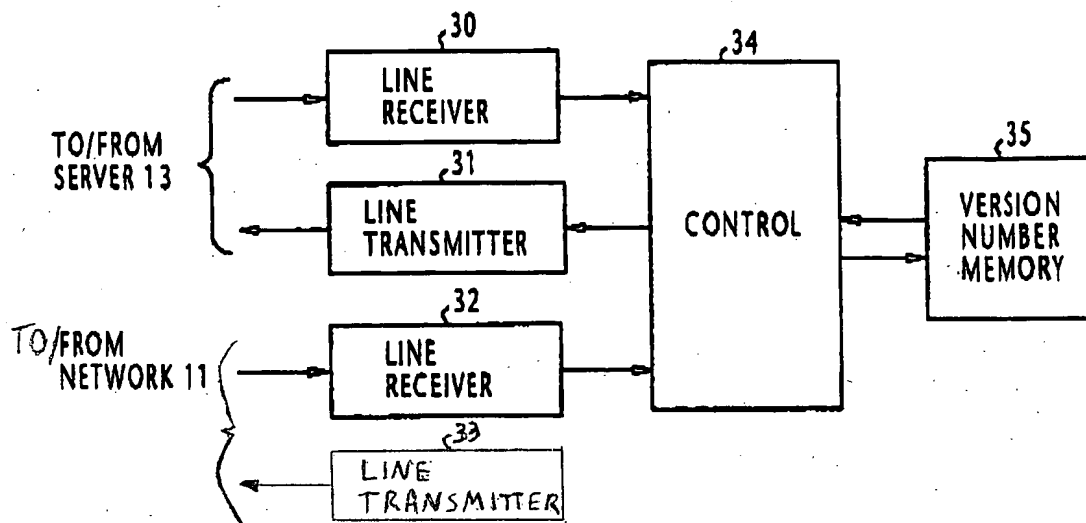 30
LINE
RECEIVER
34
CONTROL
TO/FROM
SERVER 13
31
LINE
TRANSMITTER
35
VERSION
NUMBER
MEMORY
32
LINE
RECEIVER
TO/FROM
NETWORK 11
33
LINE
TRANSMITTER